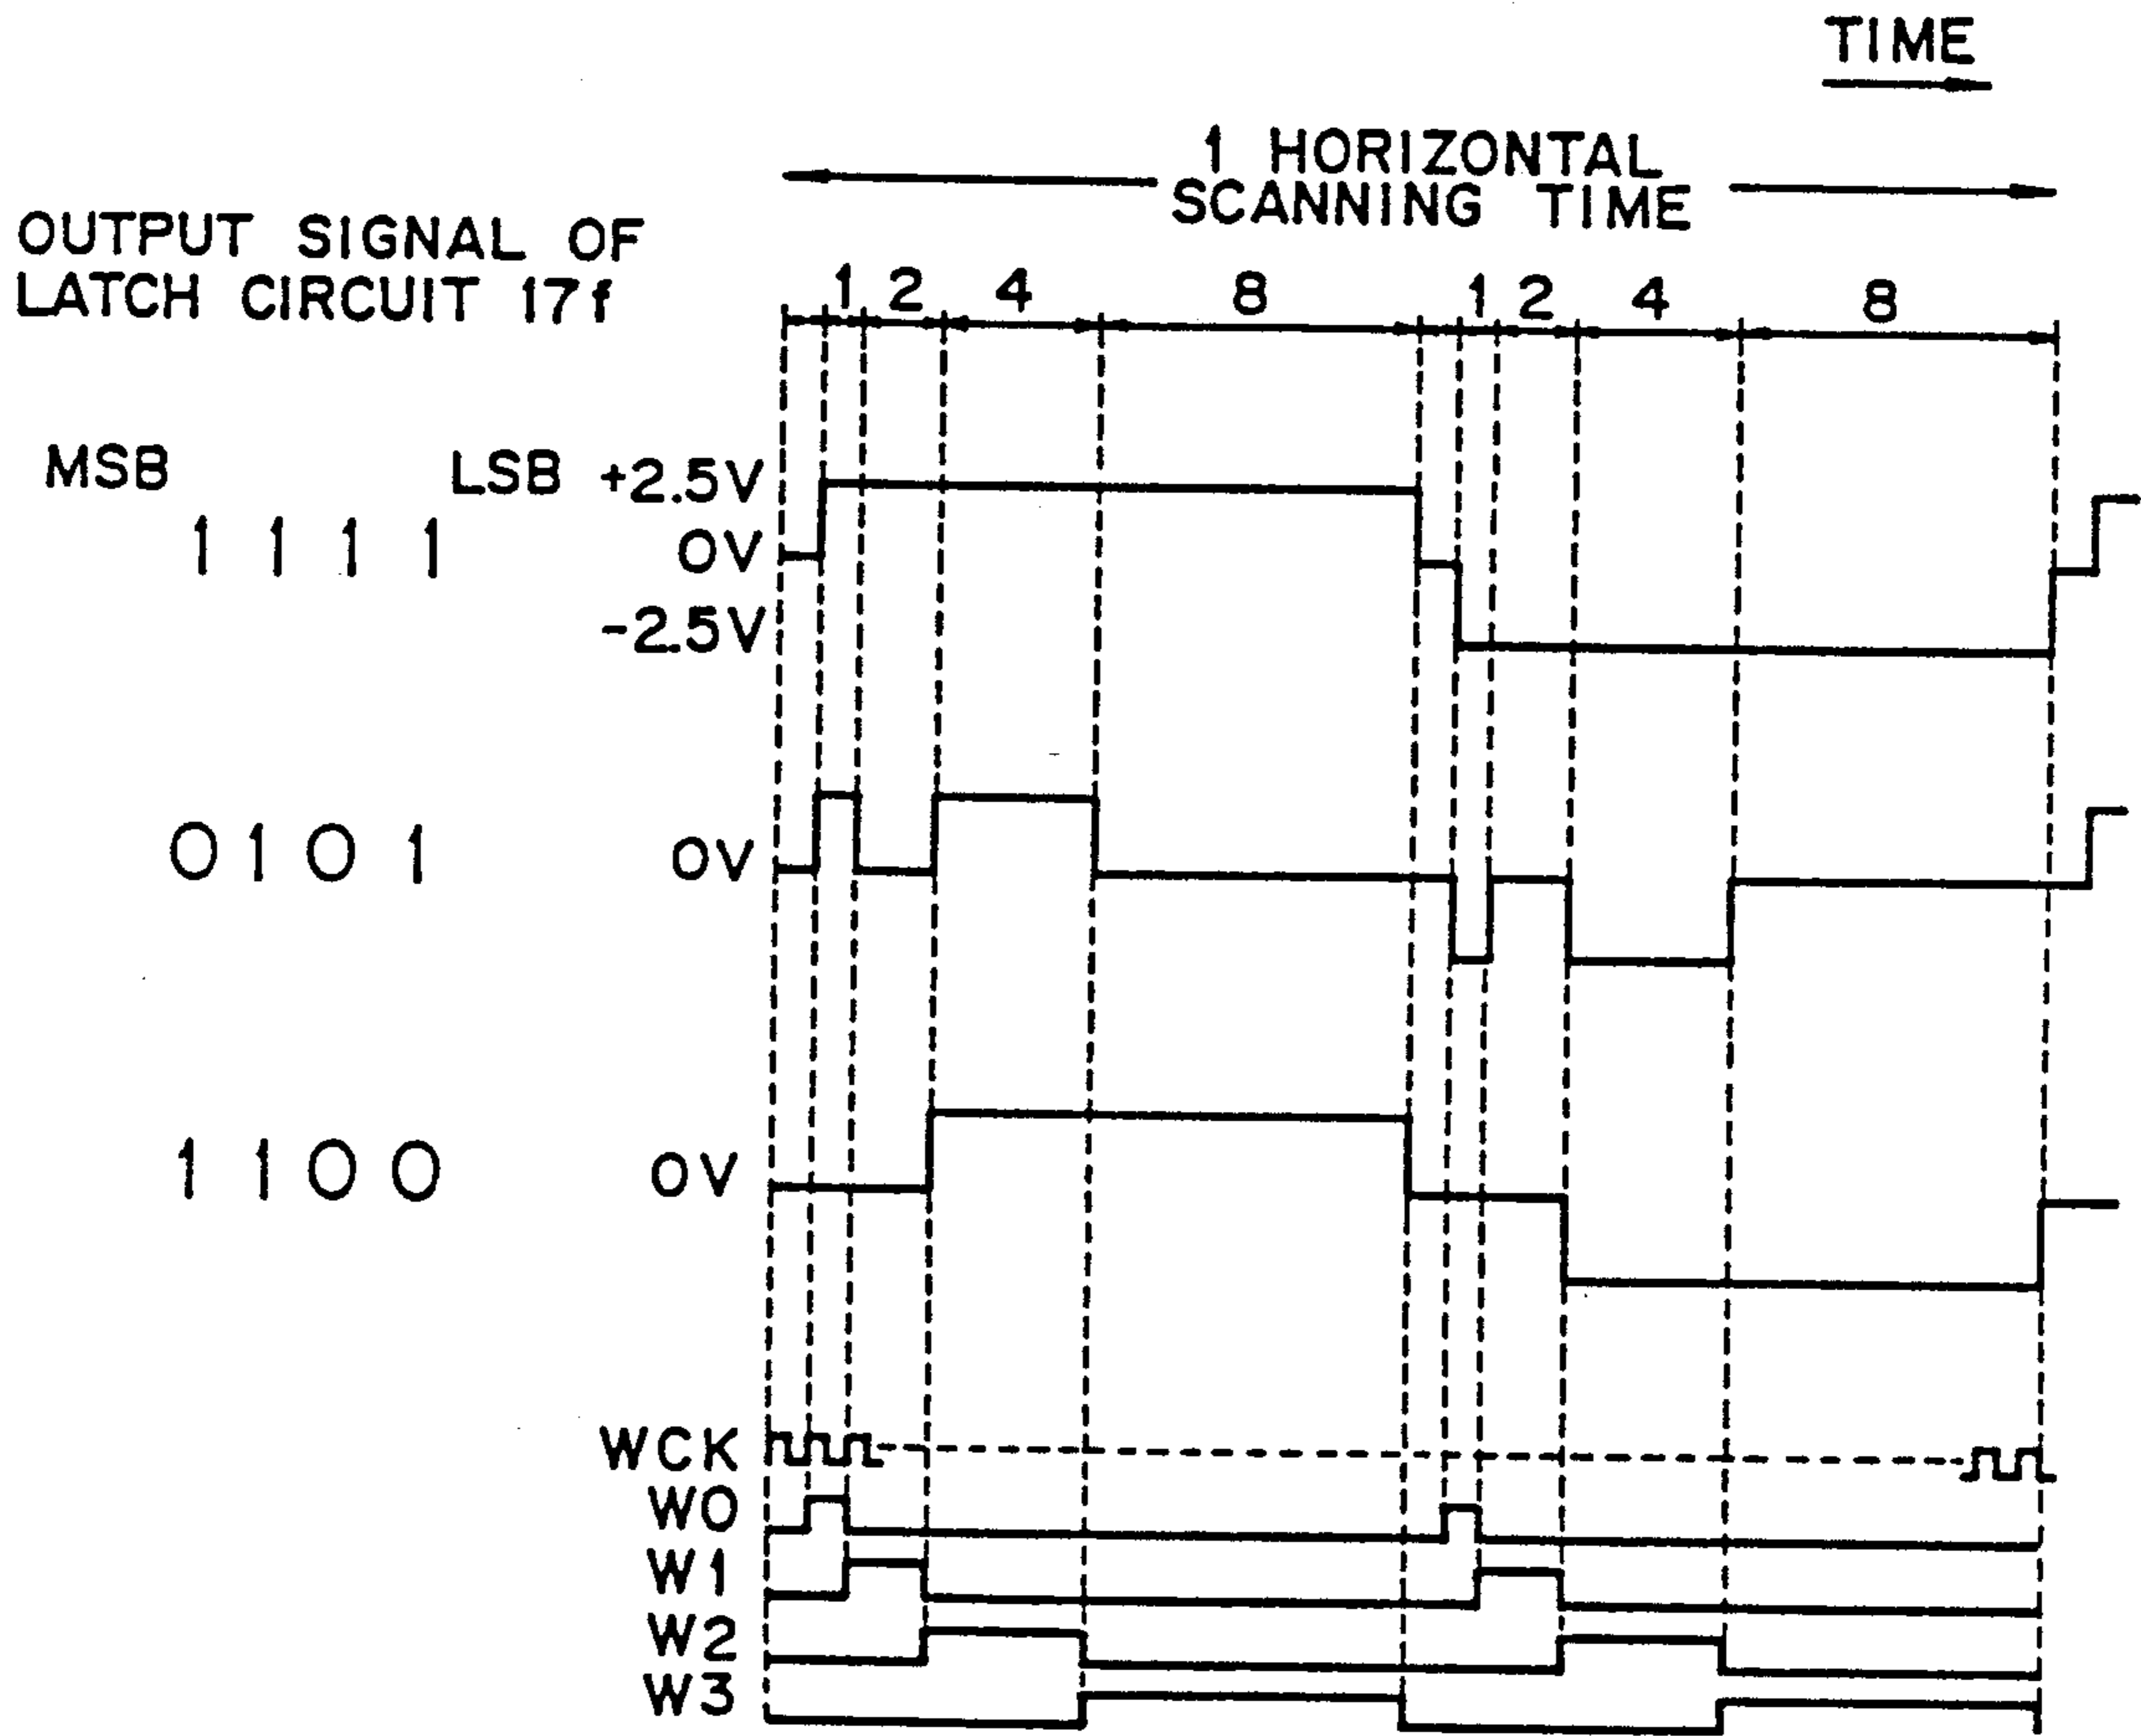 TIME
1 HORIZONTAL
SCANNING TIME
OUTPUT SIGNAL OF
LATCH CIRCUIT 17f
1 2 4 8 1 2 4 8
MSB LSB +2.5V
1 1 1 1 0V
-2.5V
0 1 0 1 0V
1 1 0 0 0V
WCK
W0
W1
W2
W3